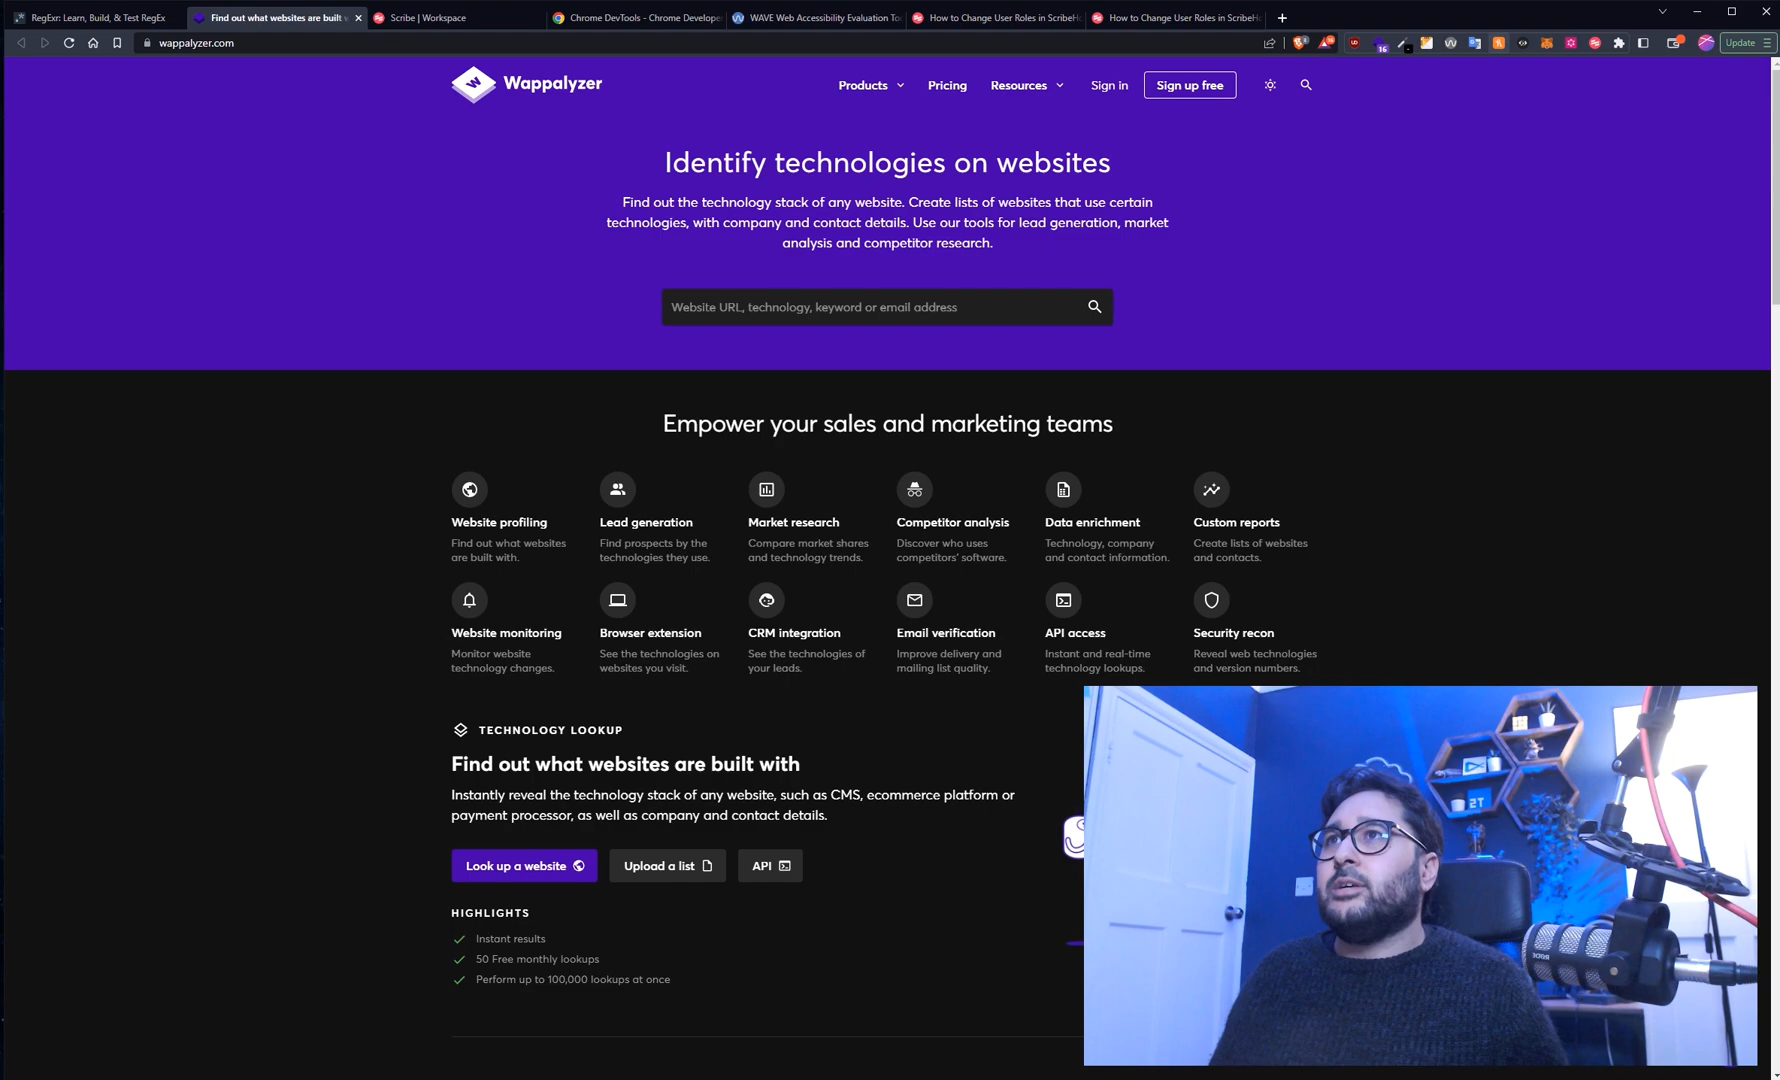 RegExr: Learn, Build, & Test RegEx
Find out what websites are built
Scribe | Workspace
Chrome DevTools - Chrome Developer
WAVE Web Accessibility Evaluation To
How to Change User Roles in ScribeH
How to Change User Roles in ScribeH
wappalyzer.com
16
Update
Wappalyzer
Products
Pricing
Resources
Sign in
Sign up free
Identify technologies on websites
Find out the technology stack of any website. Create lists of websites that use certain
technologies, with company and contact details. Use our tools for lead generation, market
analysis and competitor research.
Website URL, technology, keyword or email address
Empower your sales and marketing teams
Website profiling
Find out what websites
are built with.
Lead generation
Find prospects by the
technologies they use.
Market research
Compare market shares
and technology trends.
Competitor analysis
Discover who uses
competitors' software.
Data enrichment
Technology, company
and contact information.
Custom reports
Create lists of websites
and contacts.
Website monitoring
Monitor website
technology changes.
Browser extension
See the technologies on
websites you visit.
CRM integration
See the technologies of
your leads.
Email verification
Improve delivery and
mailing list quality.
API access
Instant and real-time
technology lookups.
Security recon
Reveal web technologies
and version numbers.
TECHNOLOGY LOOKUP
Find out what websites are built with
Instantly reveal the technology stack of any website, such as CMS, ecommerce platform or
payment processor, as well as company and contact details.
Look up a website
Upload a list
API
HIGHLIGHTS
Instant results
50 Free monthly lookups
Perform up to 100,000 lookups at once
RODE